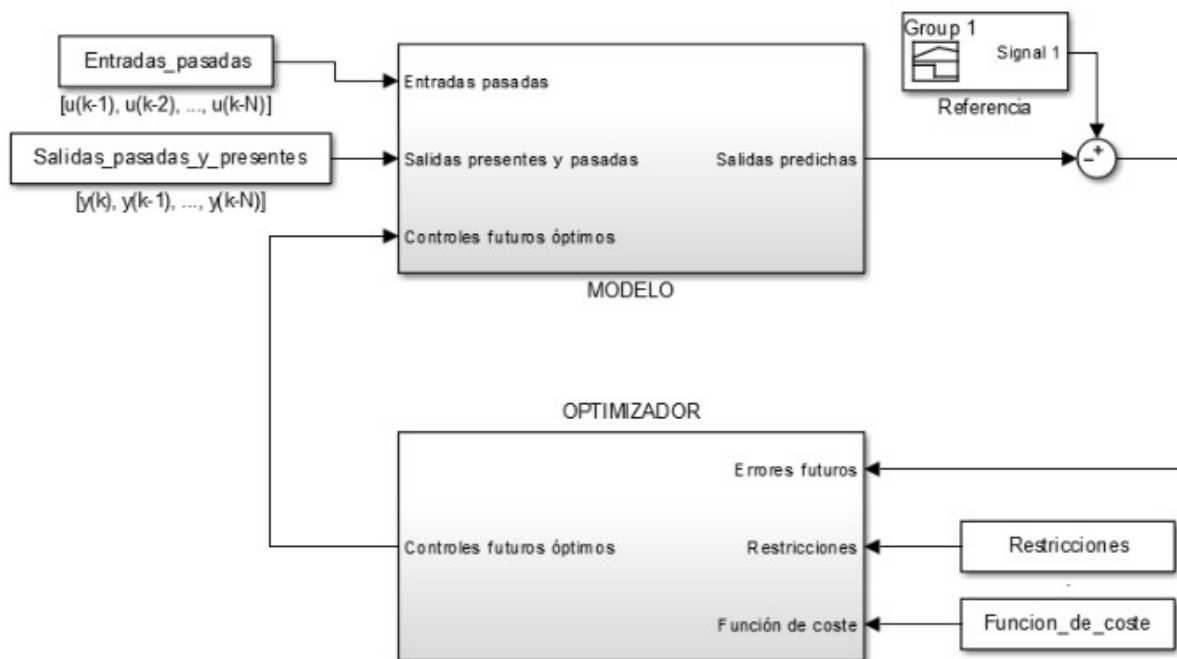 Group 1
Signal 1
Referencia
Entradas_pasadas
[u(k-1), u(k-2), ..., u(k-N)]
Salidas_pasadas_y_presentes
[y(k), y(k-1), ..., y(k-N)]
Entradas pasadas
Salidas presentes y pasadas
Salidas predichas
Controles futuros óptimos
MODELO
− +
OPTIMIZADOR
Errores futuros
Controles futuros óptimos
Restricciones
Función de coste
Restricciones
Funcion_de_coste